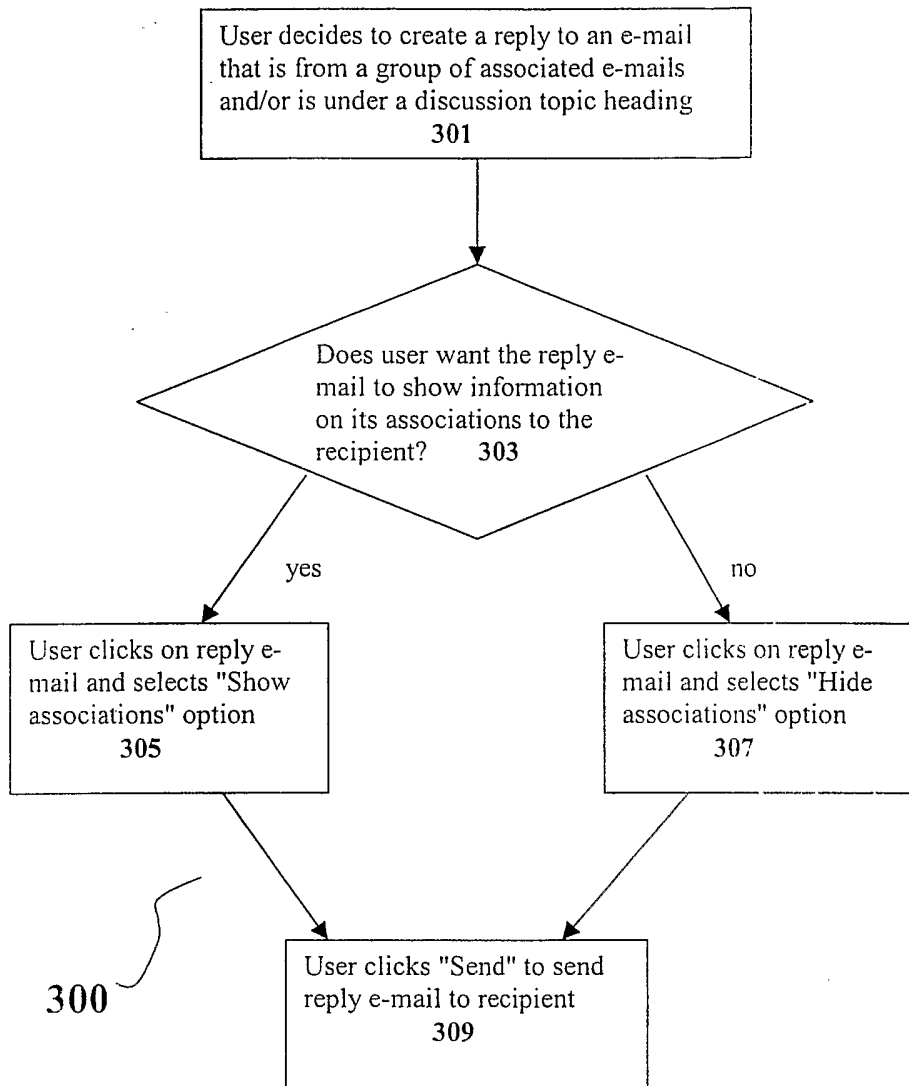 User decides to create a reply to an e-mail
that is from a group of associated e-mails
and/or is under a discussion topic heading
301
Does user want the reply e-
mail to show information
on its associations to the
recipient? 303
yes
no
User clicks on reply e-
mail and selects "Show
associations" option
305
User clicks on reply e-
mail and selects "Hide
associations" option
307
300
User clicks "Send" to send
reply e-mail to recipient
309